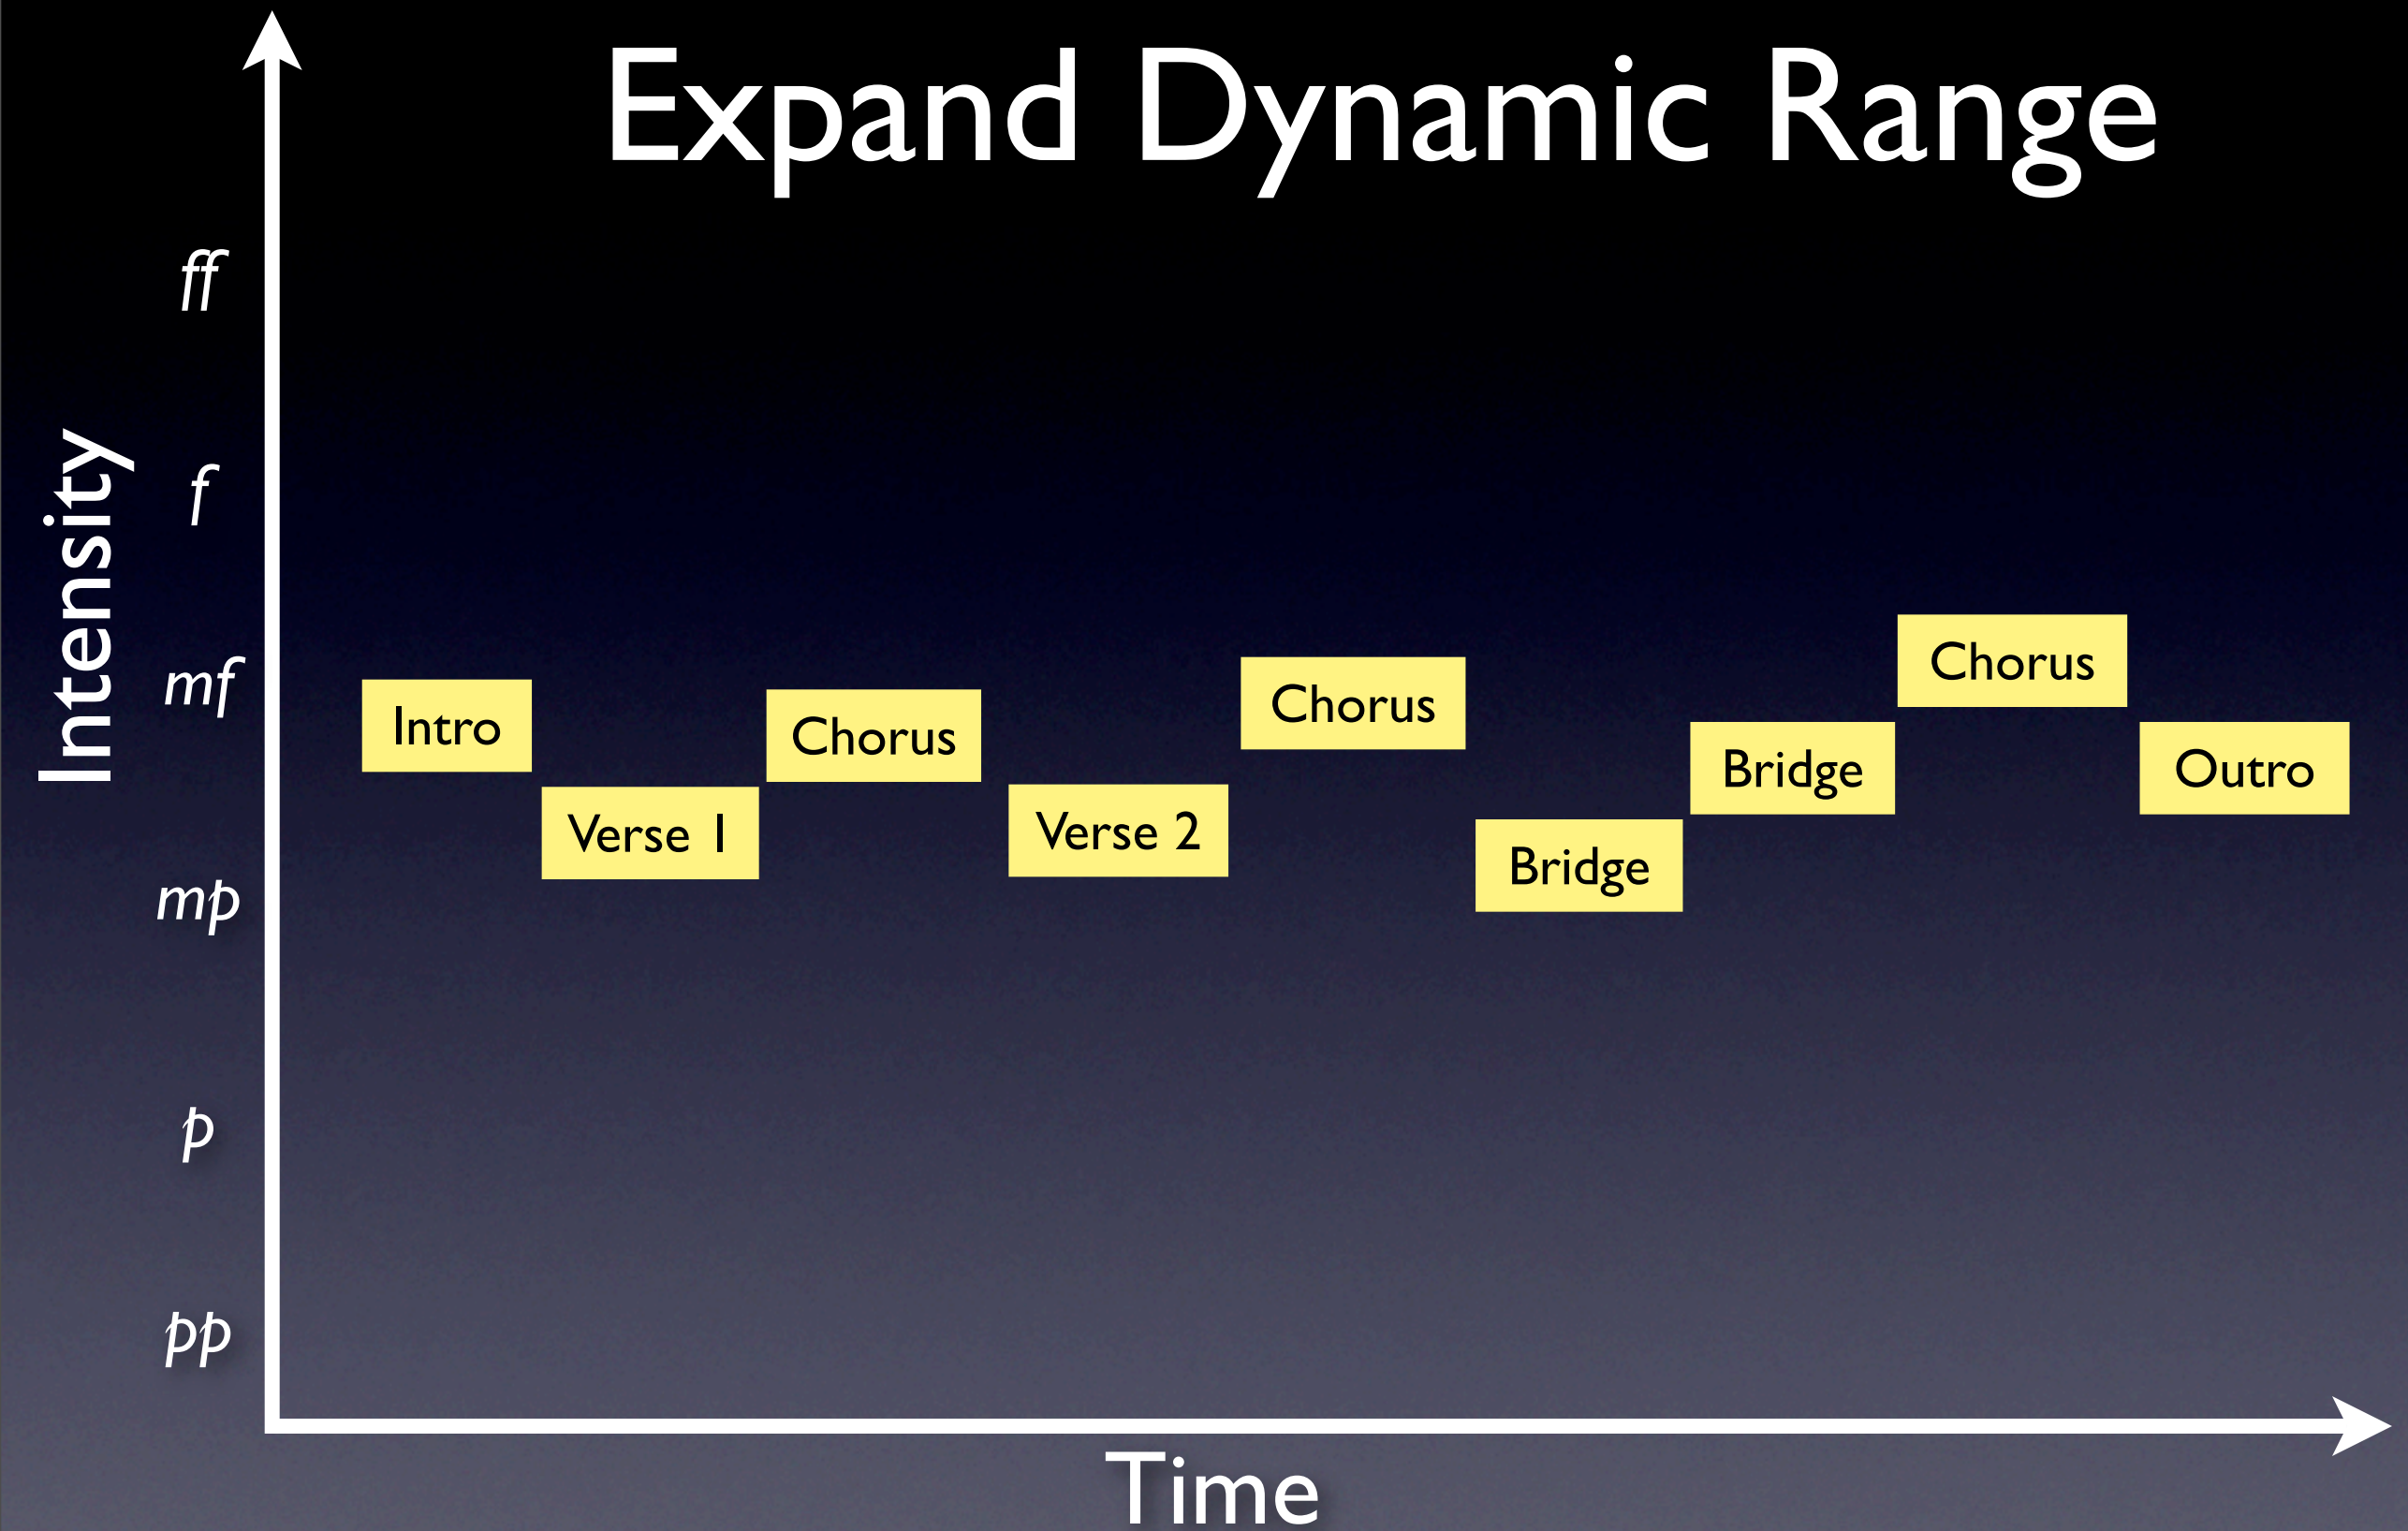 Expand Dynamic Range
ff
f
Intensity
mf
mp
p
pp
Intro
Verse 1
Chorus
Verse 2
Chorus
Bridge
Bridge
Chorus
Outro
Time